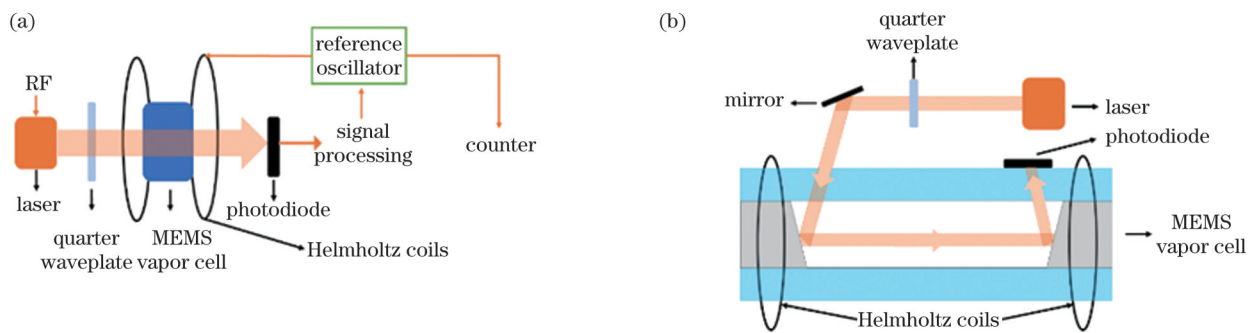 (a)
RF
laser
quarter
waveplate
MEMS
vapor cell
photodiode
Helmholtz coils
reference
oscillator
signal
processing
counter
(b)
quarter
waveplate
mirror
laser
photodiode
MEMS
vapor cell
Helmholtz coils